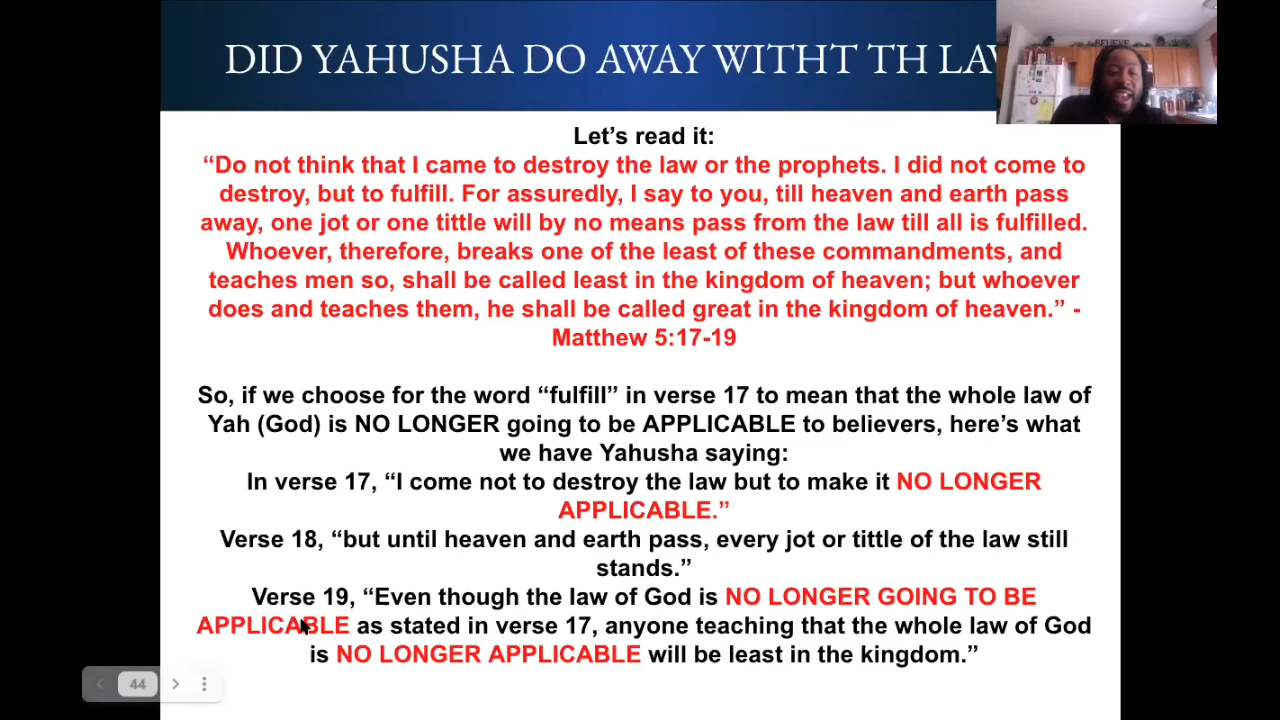 DID YAHUSHA DO AWAY WITHT TH LAW
BELIEVE
Let's read it:
“Do not think that I came to destroy the law or the prophets. I did not come to
destroy, but to fulfill. For assuredly, I say to you, till heaven and earth pass
away, one jot or one tittle will by no means pass from the law till all is fulfilled.
Whoever, therefore, breaks one of the least of these commandments, and
teaches men so, shall be called least in the kingdom of heaven; but whoever
does and teaches them, he shall be called great in the kingdom of heaven.” -
Matthew 5:17-19
So, if we choose for the word “fulfill” in verse 17 to mean that the whole law of
Yah (God) is NO LONGER going to be APPLICABLE to believers, here’s what
we have Yahusha saying:
In verse 17, “I come not to destroy the law but to make it NO LONGER
APPLICABLE.”
Verse 18, “but until heaven and earth pass, every jot or tittle of the law still
stands.”
Verse 19, “Even though the law of God is NO LONGER GOING TO BE
APPLICABLE as stated in verse 17, anyone teaching that the whole law of God
is NO LONGER APPLICABLE will be least in the kingdom.”
44